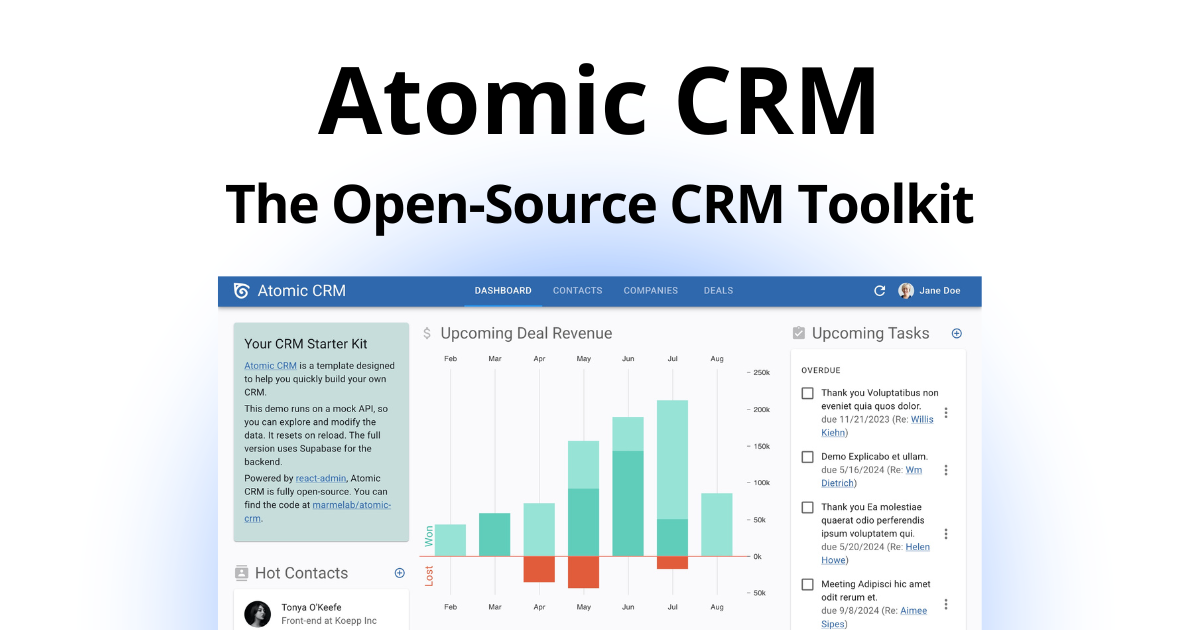 Atomic CRM
The Open-Source CRM Toolkit
Atomic CRM
DASHBOARD
CONTACTS
COMPANIES
DEALS
Jane Doe
Your CRM Starter Kit
Atomic CRM is a template designed
to help you quickly build your own
CRM.
This demo runs on a mock API, so
you can explore and modify the
data. It resets on reload. The full
version uses Supabase for the
backend.
Powered by react-admin, Atomic
CRM is fully open-source. You can
find the code at marmelab/atomic-
crm.
Hot Contacts
Tonya O'Keefe
Front-end at Koepp Inc
$ Upcoming Deal Revenue
Feb Mar Apr May Jun Jul Aug
250k
200k
150k
100k
50k
0k
50k
Won
Lost
Feb Mar Apr May Jun Jul Aug
Upcoming Tasks
OVERDUE
Thank you Voluptatibus non
eveniet quia quos dolor.
due 11/21/2023 (Re: Willis
Kiehn)
Demo Explicabo et ullam.
due 5/16/2024 (Re: Wm
Dietrich)
Thank you Ea molestiae
quaerat odio perferendis
ipsum voluptatem qui.
due 5/20/2024 (Re: Helen
Howe)
Meeting Adipisci hic amet
odit rerum et.
due 9/8/2024 (Re: Aimee
Sipes)